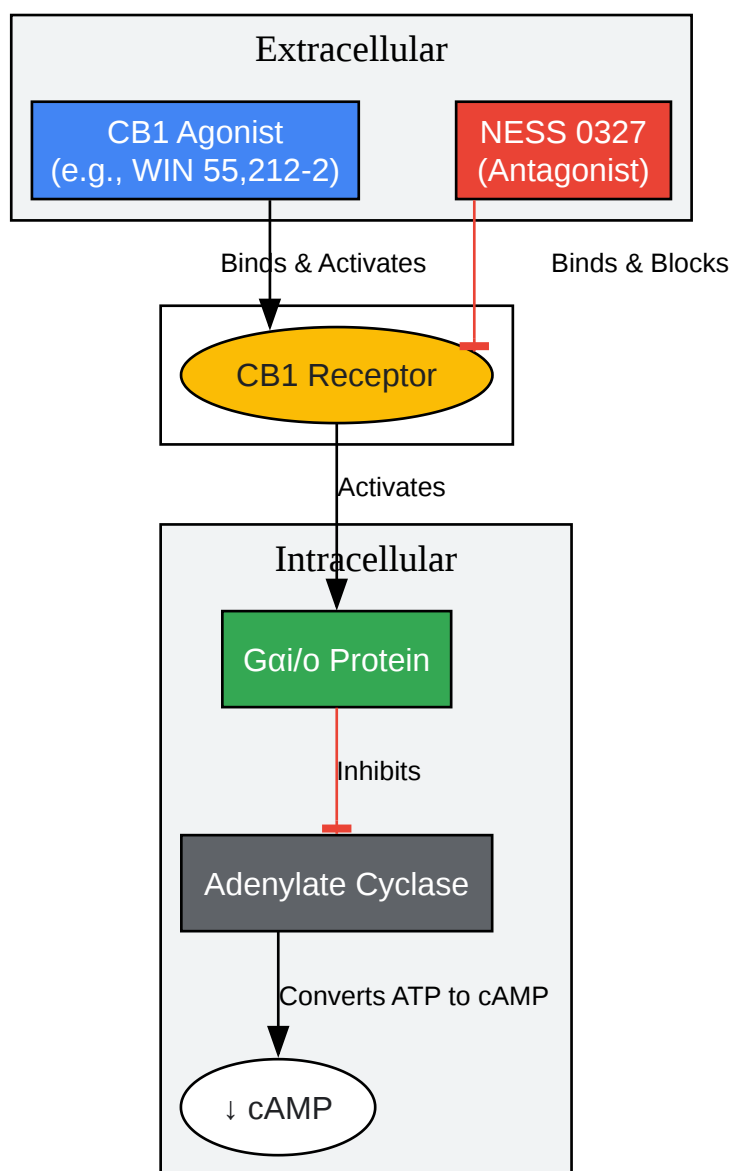 Extracellular
CB1 Agonist
(e.g., WIN 55,212-2)
NESS 0327
(Antagonist)
Binds & Activates
Binds & Blocks
CB1 Receptor
Activates
Intracellular
Gαi/o Protein
Inhibits
Adenylate Cyclase
Converts ATP to cAMP
↓ cAMP